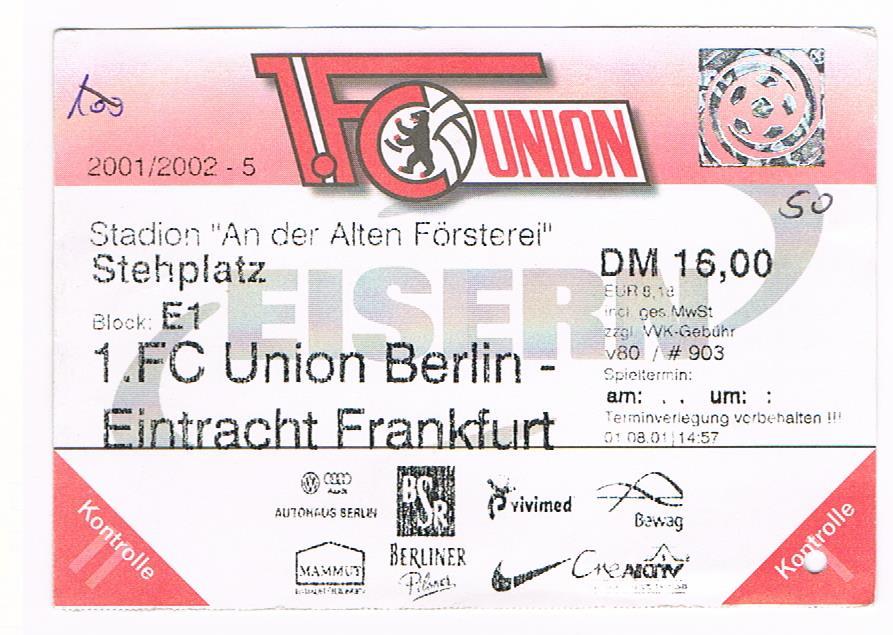 100
1.FC UNION
2001/2002 - 5
50
Stadion "An der Alten Försterei"
Stehplatz
DM 16,00
EUR 8,18
incl. ges. MwSt
zzgl. VVK-Gebühr
EISERN
Block: E1
v80 / # 903
1.FC Union Berlin -
Eintracht Frankfurt
Spieltermin:
am: . . um: :
Terminverlegung vorbehalten !!!
01.08.01 | 14:57
Kontrolle
Audi
AUTOHAUS BERLIN
BSR
vivimed
Bewag
MAMMUT
BERLINER
Pilsner
Kontrolle